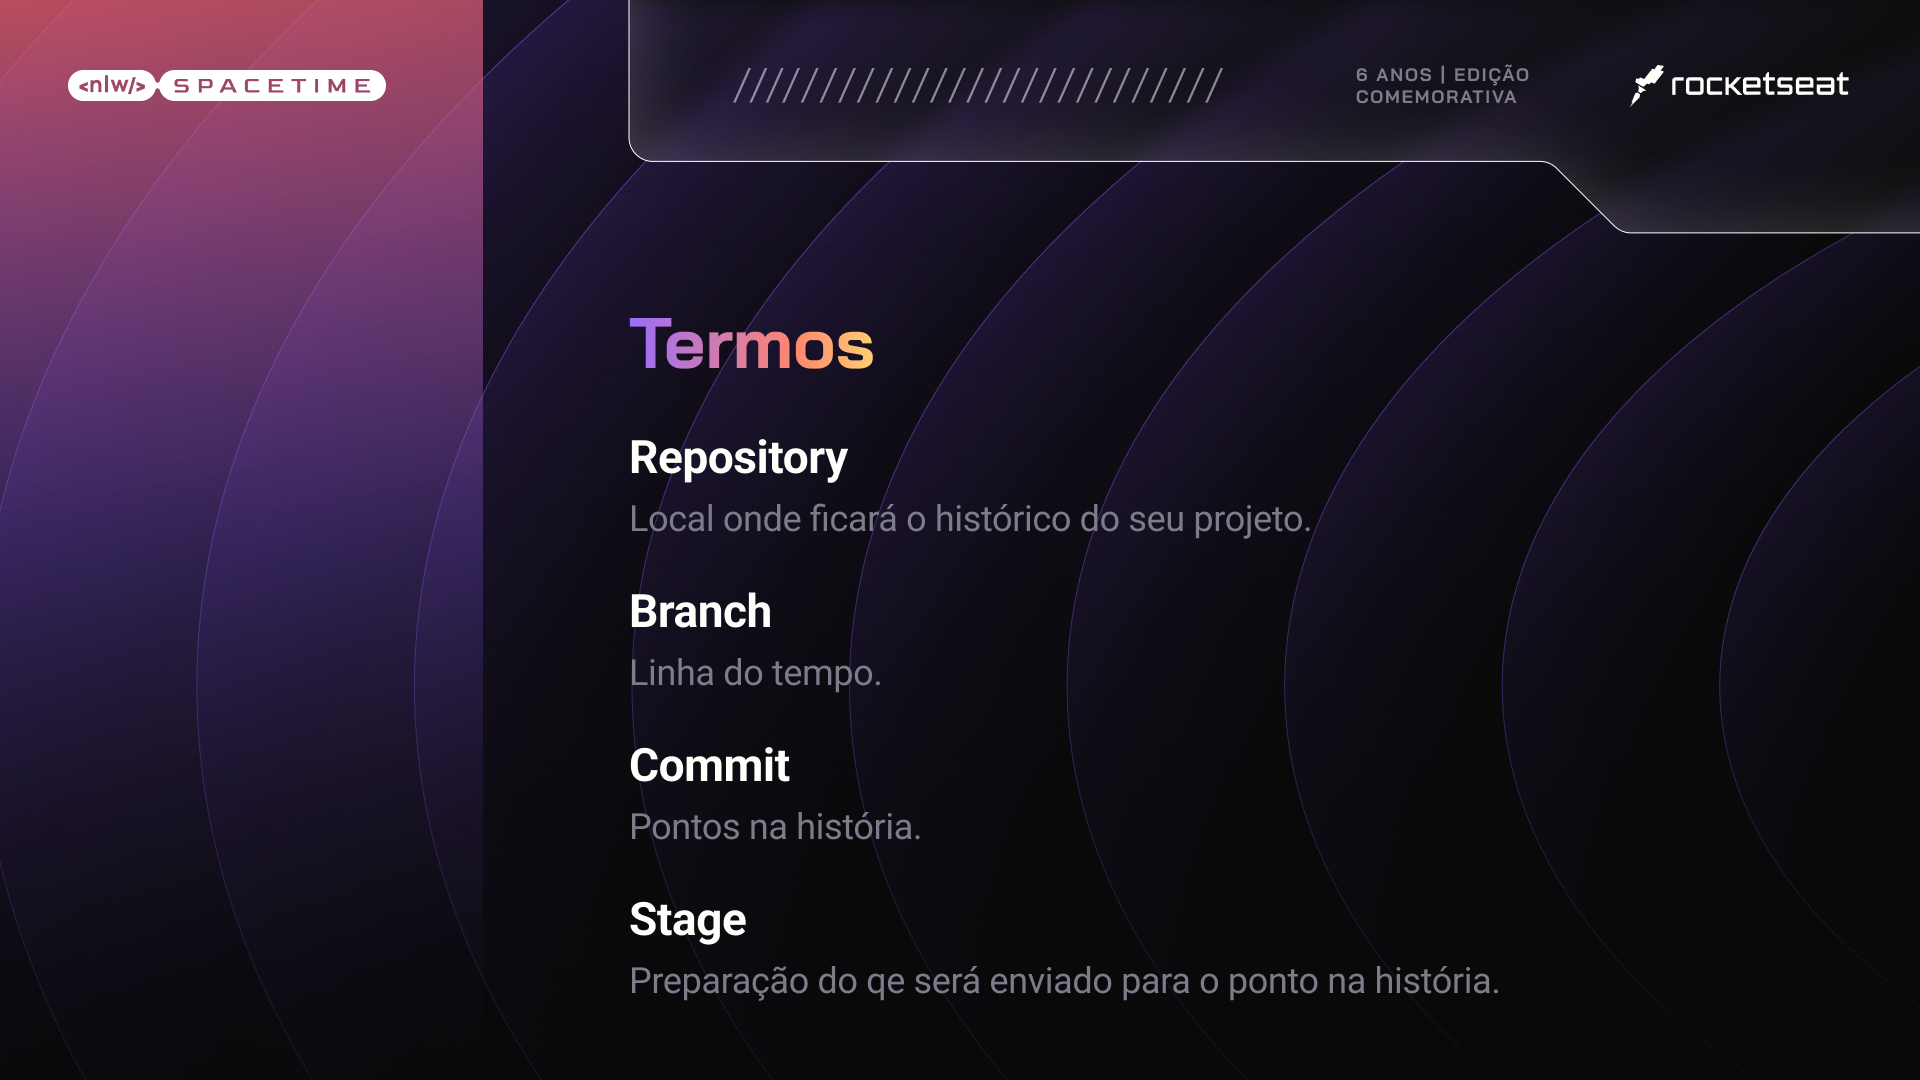 <nlw/> SPACETIME
6 ANOS | EDIÇÃO
COMEMORATIVA
rocketseat
Termos
Repository
Local onde ficará o histórico do seu projeto.
Branch
Linha do tempo.
Commit
Pontos na história.
Stage
Preparação do qe será enviado para o ponto na história.